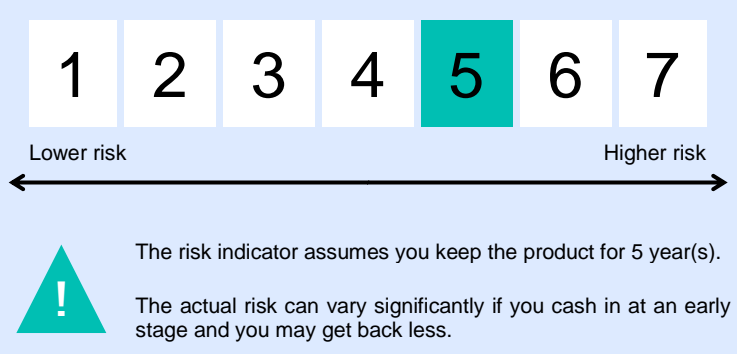 1 2 3 4 5 6 7
Lower risk Higher risk
!
The risk indicator assumes you keep the product for 5 year(s).
The actual risk can vary significantly if you cash in at an early
stage and you may get back less.